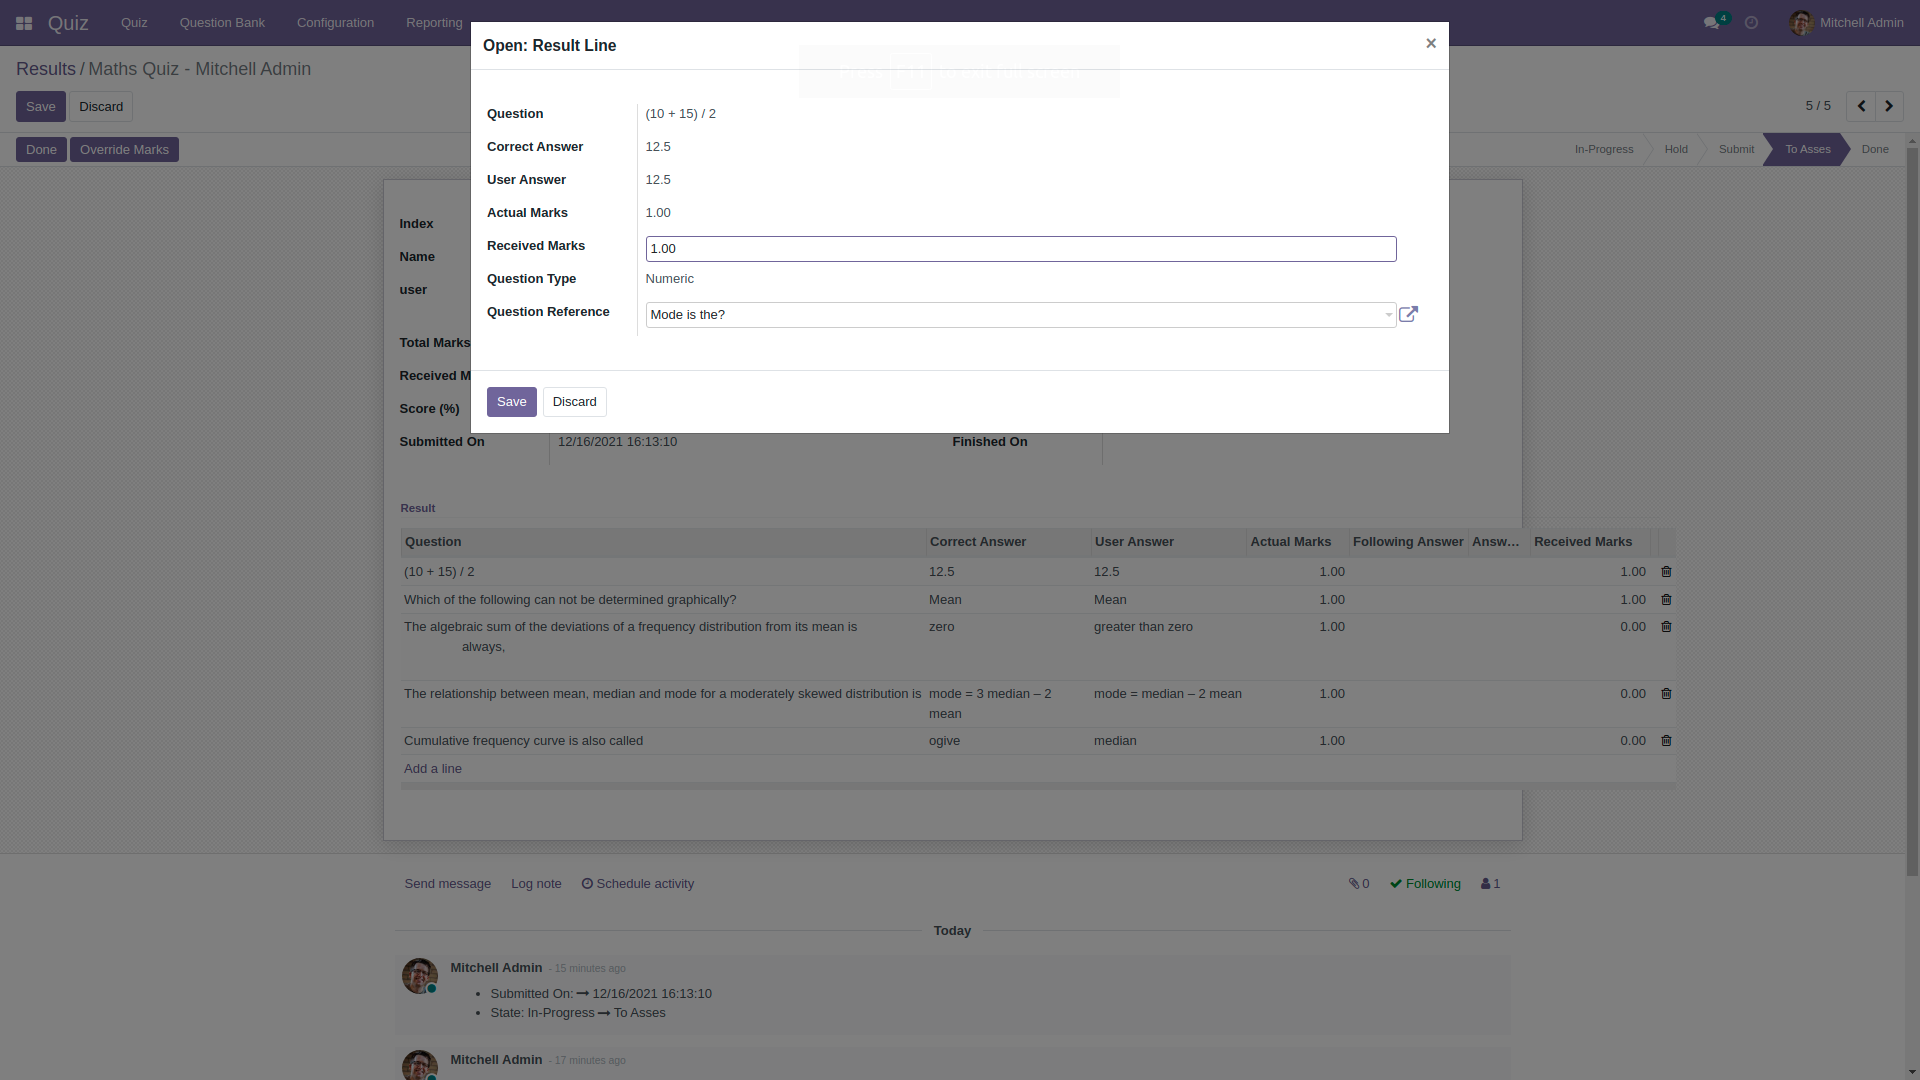 Quiz
Quiz
Question Bank
Configuration
Reporting
4
Mitchell Admin
Results / Maths Quiz - Mitchell Admin
Save
Discard
5 / 5
Done
Override Marks
In-Progress
Hold
Submit
To Asses
Done
Open: Result Line
×
Question
(10 + 15) / 2
Correct Answer
12.5
User Answer
12.5
Actual Marks
1.00
Received Marks
1.00
Question Type
Numeric
Question Reference
Mode is the?
Save
Discard
Index
Name
user
Total Marks
Received M
Score (%)
Submitted On
12/16/2021 16:13:10
Finished On
Result
Question Correct Answer User Answer Actual Marks Following Answer Answ… Received Marks
(10 + 15) / 2 12.5 12.5 1.00 1.00
Which of the following can not be determined graphically? Mean Mean 1.00 1.00
The algebraic sum of the deviations of a frequency distribution from its mean is zero greater than zero 1.00 0.00
always,
The relationship between mean, median and mode for a moderately skewed distribution is mode = 3 median – 2 mode = median – 2 mean 1.00 0.00
mean
Cumulative frequency curve is also called ogive median 1.00 0.00
Add a line
Send message
Log note
Schedule activity
0
Following
1
Today
Mitchell Admin - 15 minutes ago
• Submitted On: → 12/16/2021 16:13:10
• State: In-Progress → To Asses
Mitchell Admin - 17 minutes ago